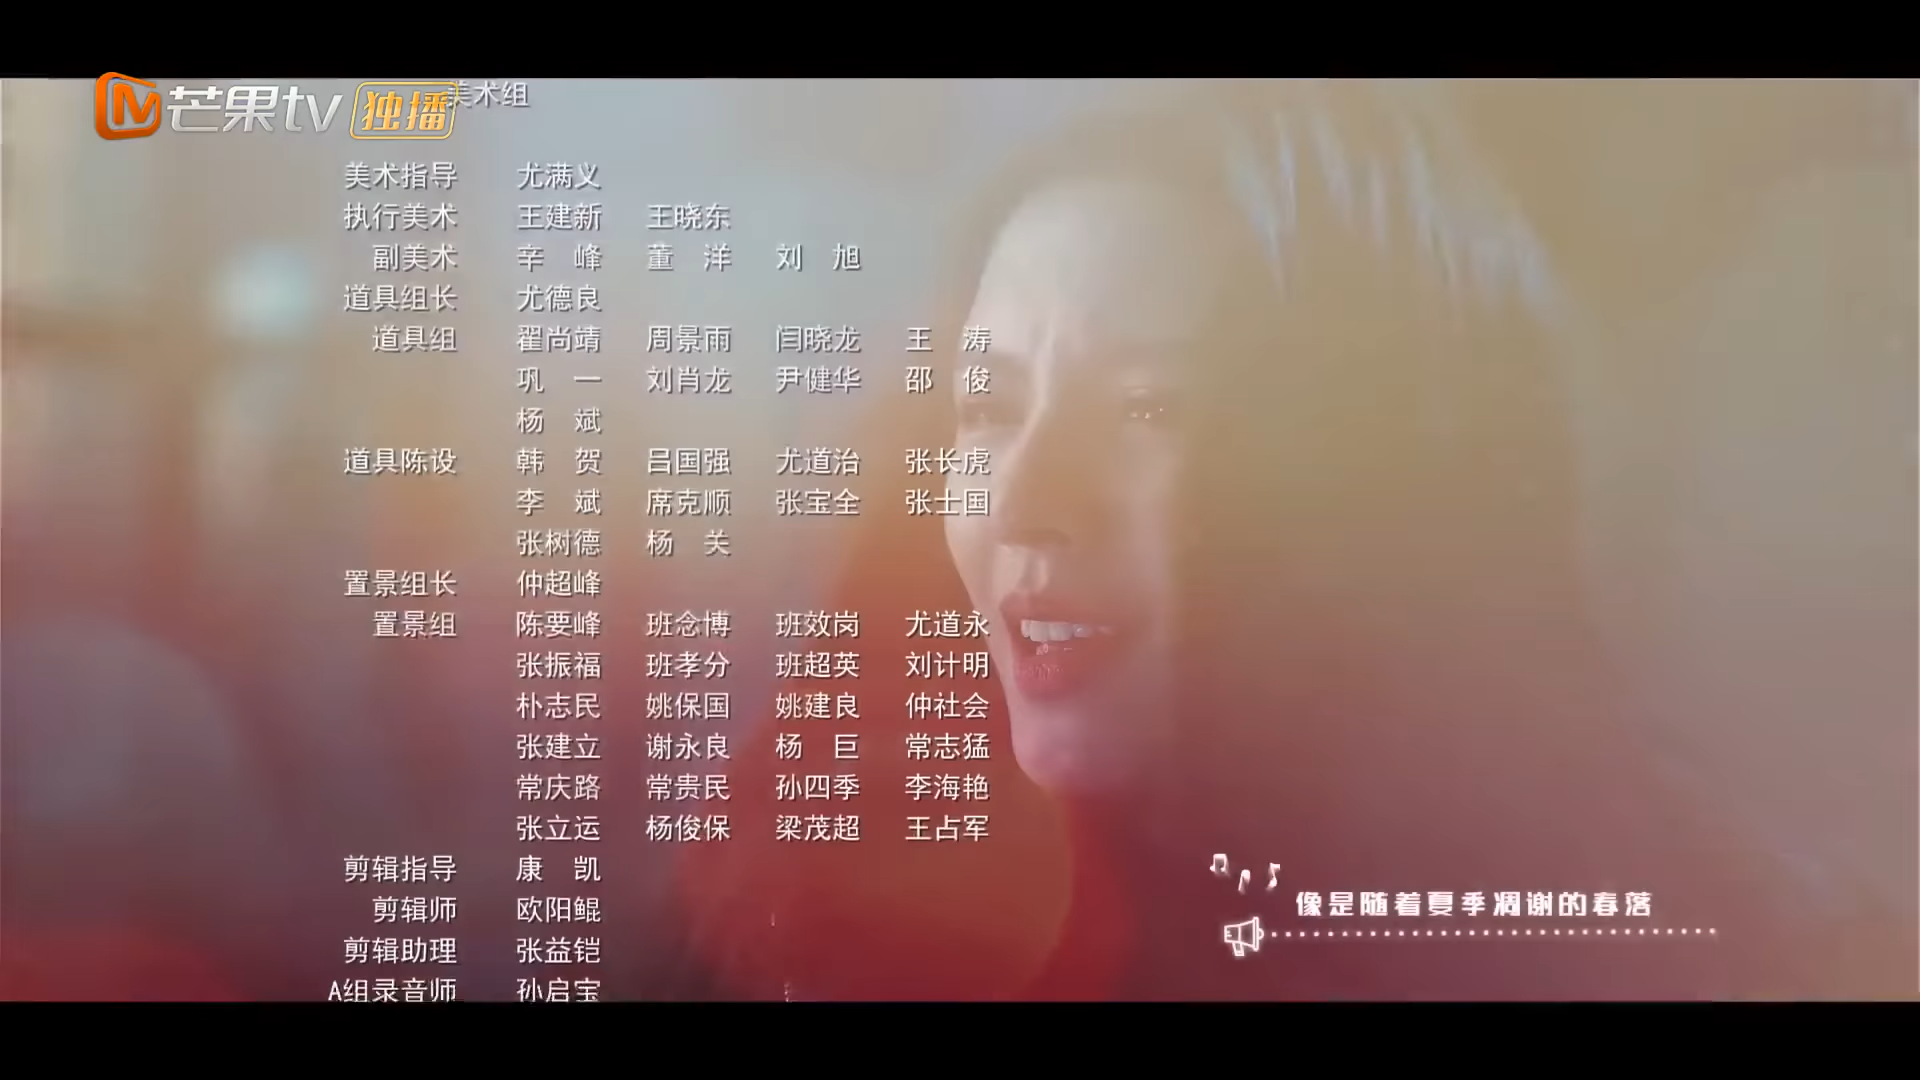 芒果tv 独播
美术组
美术指导 尤满义
执行美术 王建新 王晓东
副美术 辛 峰 董 洋 刘 旭
道具组长 尤德良
道具组 翟尚靖 周景雨 闫晓龙 王 涛
巩 一 刘肖龙 尹健华 邵 俊
杨 斌
道具陈设 韩 贺 吕国强 尤道治 张长虎
李 斌 席克顺 张宝全 张士国
张树德 杨 关
置景组长 仲超峰
置景组 陈要峰 班念博 班效岗 尤道永
张振福 班孝分 班超英 刘计明
朴志民 姚保国 姚建良 仲社会
张建立 谢永良 杨 巨 常志猛
常庆路 常贵民 孙四季 李海艳
张立运 杨俊保 梁茂超 王占军
剪辑指导 康 凯
剪辑师 欧阳鲲
剪辑助理 张益铠
A组录音师 孙启宝
像是随着夏季凋谢的春落